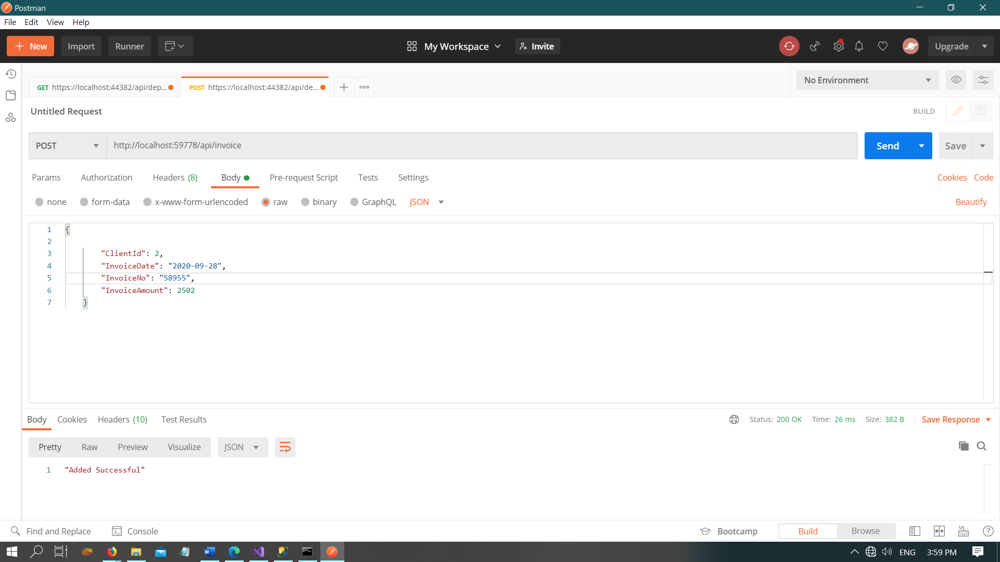 Postman
File Edit View Help
New Import Runner My Workspace Invite Upgrade
GET https://localhost:44382/api/dep... POST https://localhost:44382/api/de... No Environment
Untitled Request BUILD
POST http://localhost:59778/api/invoice Send Save
Params Authorization Headers (8) Body Pre-request Script Tests Settings Cookies Code
none form-data x-www-form-urlencoded raw binary GraphQL JSON Beautify
1 {
2
3 "ClientId": 2,
4 "InvoiceDate": "2020-09-28",
5 "InvoiceNo": "58955",
6 "InvoiceAmount": 2502
7 }
Body Cookies Headers (10) Test Results Status: 200 OK Time: 26 ms Size: 382 B Save Response
Pretty Raw Preview Visualize JSON
1 "Added Successful"
Find and Replace Console Bootcamp Build Browse
ENG 3:59 PM